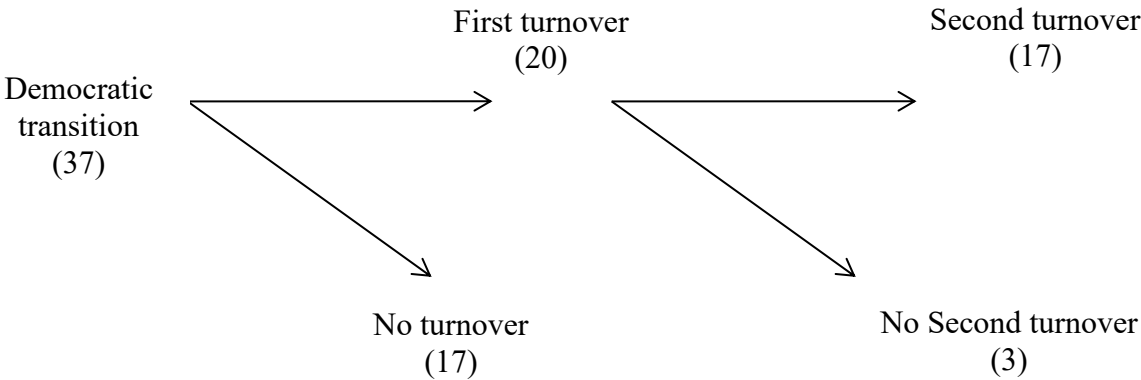 First turnover
(20)
Second turnover
(17)
Democratic
transition
(37)
No turnover
(17)
No Second turnover
(3)